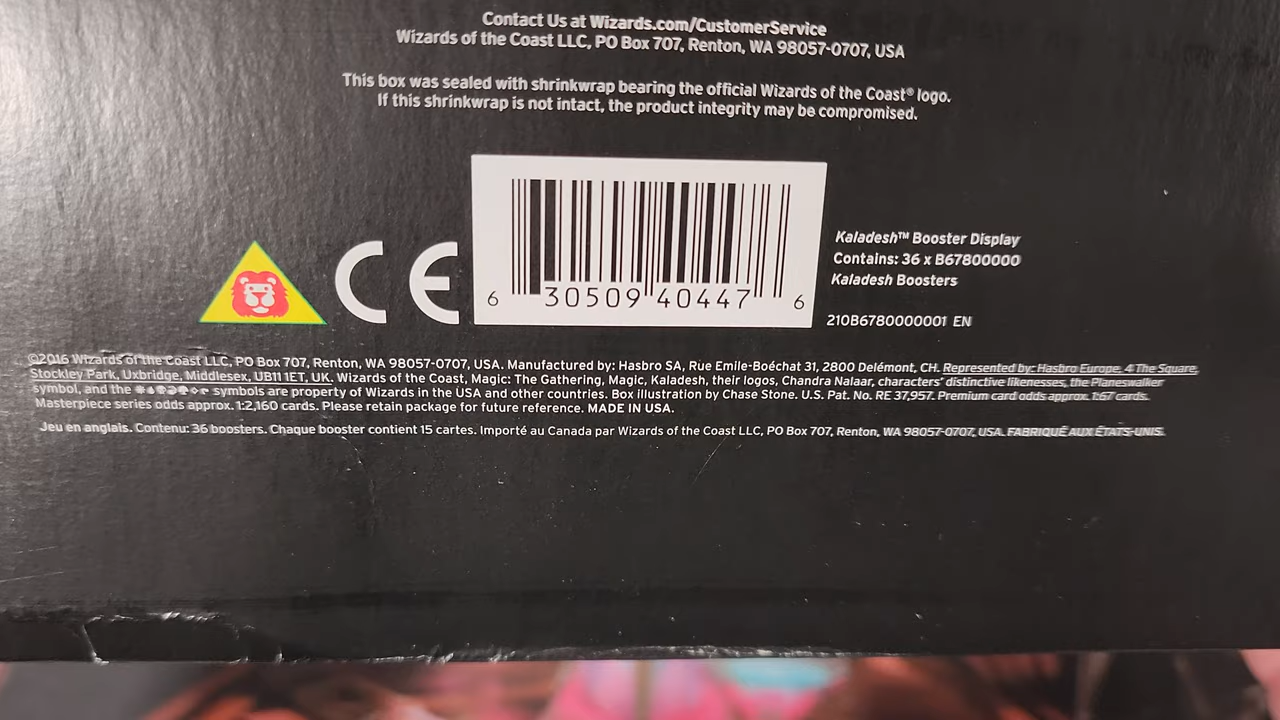 Contact Us at Wizards.com/CustomerService
Wizards of the Coast LLC, PO Box 707, Renton, WA 98057-0707, USA
This box was sealed with shrinkwrap bearing the official Wizards of the Coast® logo.
If this shrinkwrap is not intact, the product integrity may be compromised.
CE
6 30509 40447 6
Kaladesh™ Booster Display
Contains: 36 x B67800000
Kaladesh Boosters
210B6780000001 EN
©2016 Wizards of the Coast LLC, PO Box 707, Renton, WA 98057-0707, USA. Manufactured by: Hasbro SA, Rue Emile-Boéchat 31, 2800 Delémont, CH. Represented by: Hasbro Europe, 4 The Square,
Stockley Park, Uxbridge, Middlesex, UB11 1ET, UK. Wizards of the Coast, Magic: The Gathering, Magic, Kaladesh, their logos, Chandra Nalaar, characters' distinctive likenesses, the Planeswalker
symbol, and the symbols are property of Wizards in the USA and other countries. Box illustration by Chase Stone. U.S. Pat. No. RE 37,957. Premium card odds approx. 1:67 cards.
Masterpiece series odds approx. 1:2,160 cards. Please retain package for future reference. MADE IN USA.
Jeu en anglais. Contenu: 36 boosters. Chaque booster contient 15 cartes. Importé au Canada par Wizards of the Coast LLC, PO Box 707, Renton, WA 98057-0707, USA. FABRIQUÉ AUX ÉTATS-UNIS.